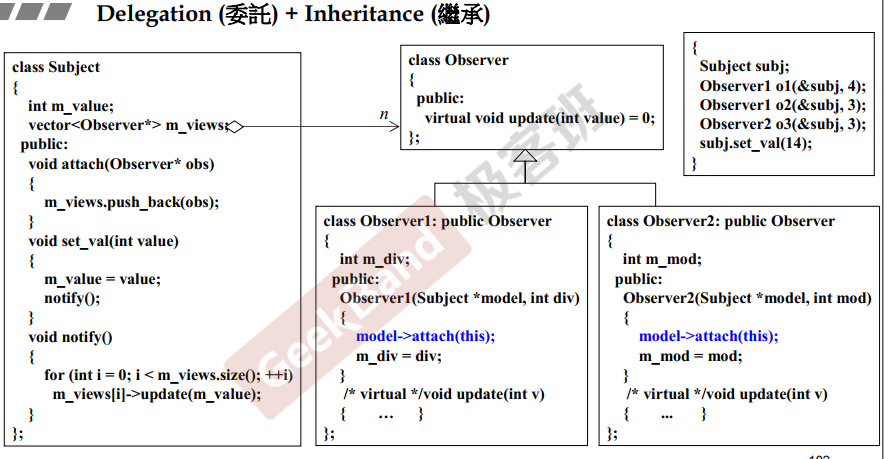 Delegation (委託) + Inheritance (繼承)
class Subject
{
int m_value;
vector<Observer*> m_views;
public:
void attach(Observer* obs)
{
m_views.push_back(obs);
}
void set_val(int value)
{
m_value = value;
notify();
}
void notify()
{
for (int i = 0; i < m_views.size(); ++i)
m_views[i]->update(m_value);
}
};
n
class Observer
{
public:
virtual void update(int value) = 0;
};
{
Subject subj;
Observer1 o1(&subj, 4);
Observer1 o2(&subj, 3);
Observer2 o3(&subj, 3);
subj.set_val(14);
}
class Observer1: public Observer
{
int m_div;
public:
Observer1(Subject *model, int div)
{
model->attach(this);
m_div = div;
}
/* virtual */void update(int v)
{ … }
};
class Observer2: public Observer
{
int m_mod;
public:
Observer2(Subject *model, int mod)
{
model->attach(this);
m_mod = mod;
}
/* virtual */void update(int v)
{ ... }
};
GeekBand 极客班